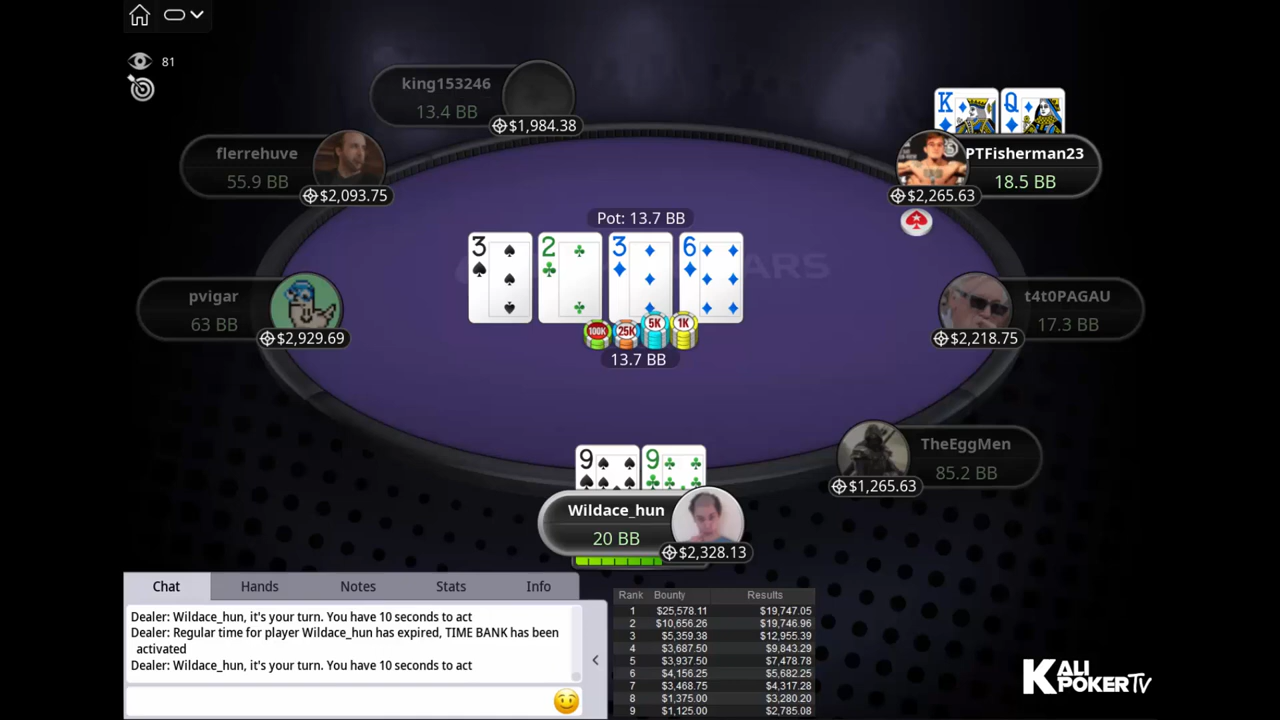 81
king153246
13.4 BB
$1,984.38
K Q
flerrehuve
55.9 BB
$2,093.75
PTFisherman23
18.5 BB
$2,265.63
Pot: 13.7 BB
3 2 3 6
ARS
pvigar
63 BB
$2,929.69
t4t0PAGAU
17.3 BB
$2,218.75
100K 25K 5K 1K
13.7 BB
9 9
TheEggMen
85.2 BB
$1,265.63
Wildace_hun
20 BB
$2,328.13
Chat Hands Notes Stats Info
Dealer: Wildace_hun, it's your turn. You have 10 seconds to act
Dealer: Regular time for player Wildace_hun has expired, TIME BANK has been
activated
Dealer: Wildace_hun, it's your turn. You have 10 seconds to act
Rank Bounty Results
1 $25,578.11 $19,747.05
2 $10,656.26 $19,746.96
3 $5,359.38 $12,955.39
4 $3,687.50 $9,843.29
5 $3,937.50 $7,478.78
6 $4,156.25 $5,682.25
7 $3,468.75 $4,317.28
8 $1,375.00 $3,280.20
9 $1,125.00 $2,785.08
KALI
POKERTV